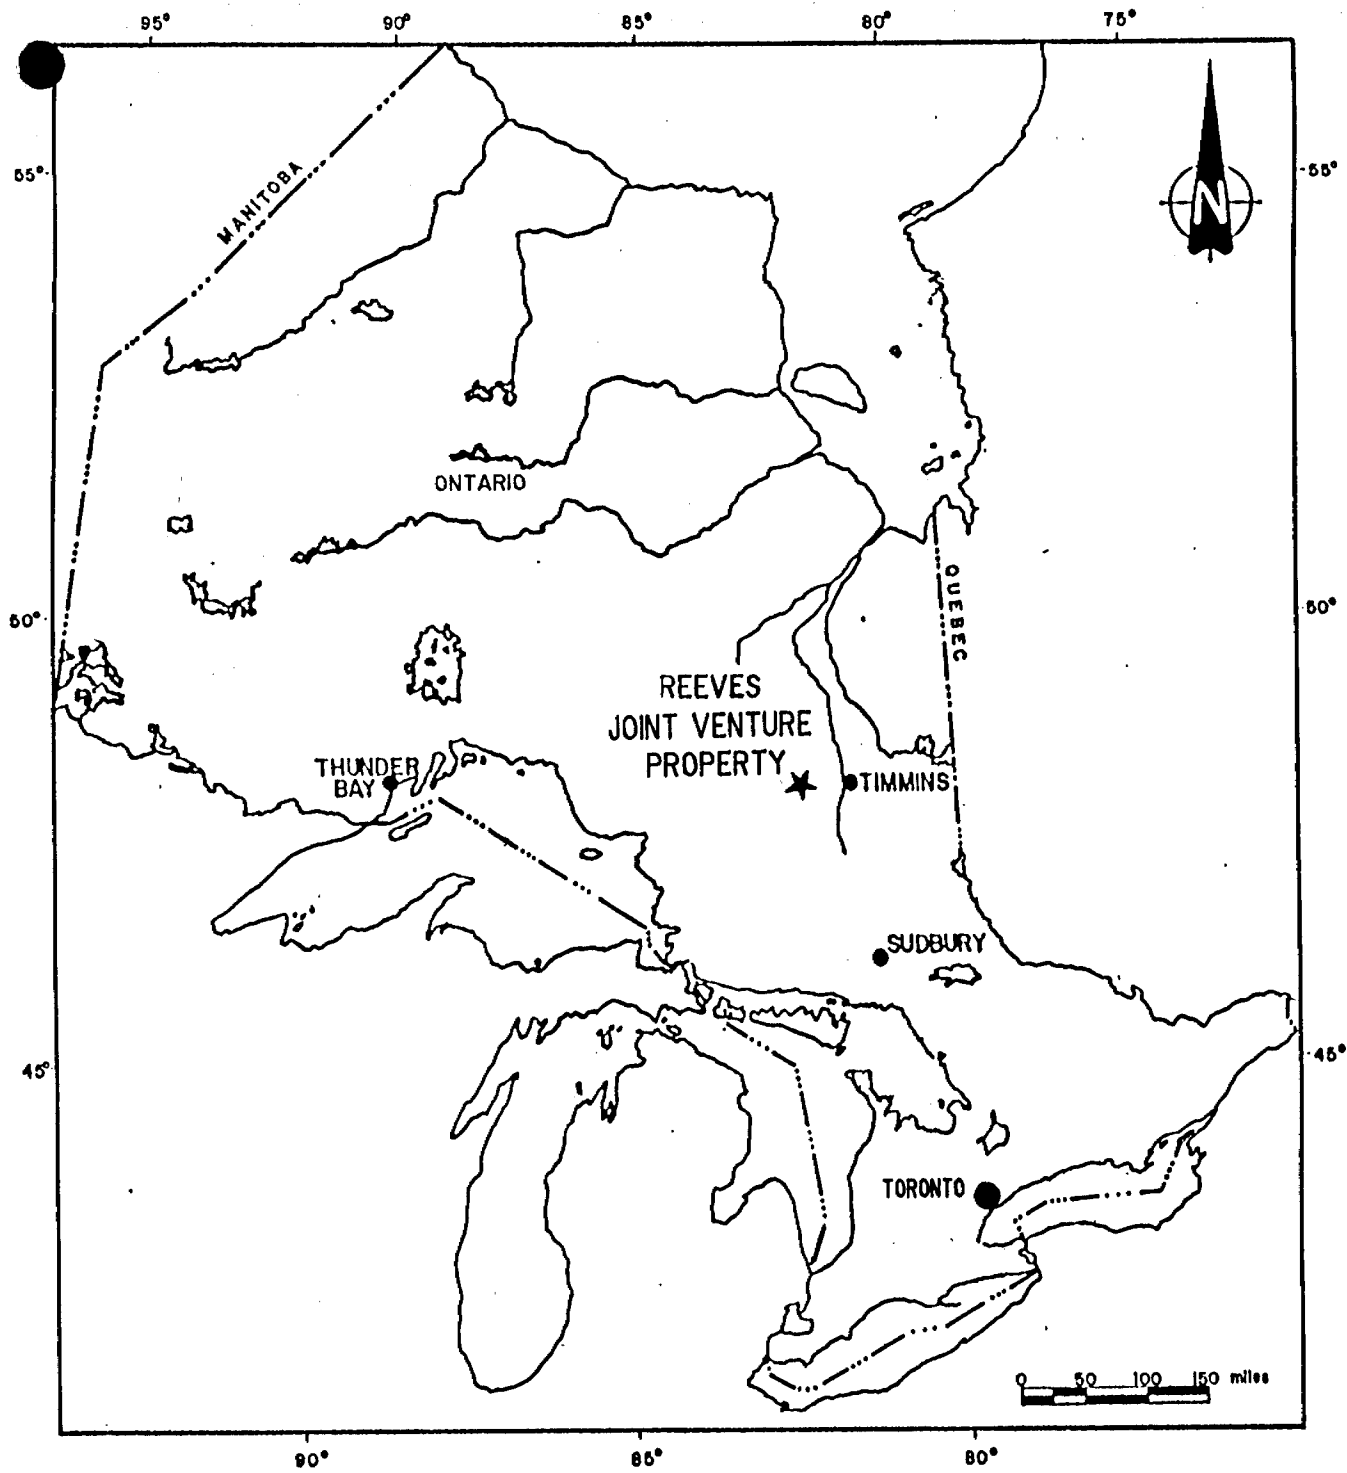 95° 90° 85° 80° 75°
55° 55°
N
MANITOBA
ONTARIO
QUEBEC
50° 50°
REEVES
JOINT VENTURE
PROPERTY
THUNDER
BAY
TIMMINS
SUDBURY
45° 45°
TORONTO
0 50 100 150 miles
90° 85° 80°